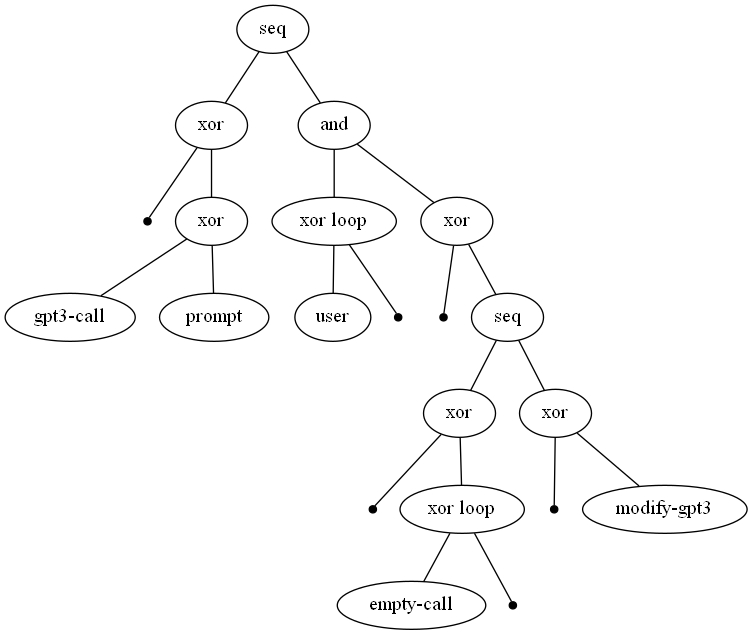 seq
xor
and
xor
xor loop
xor
gpt3-call
prompt
user
seq
xor
xor
xor loop
modify-gpt3
empty-call